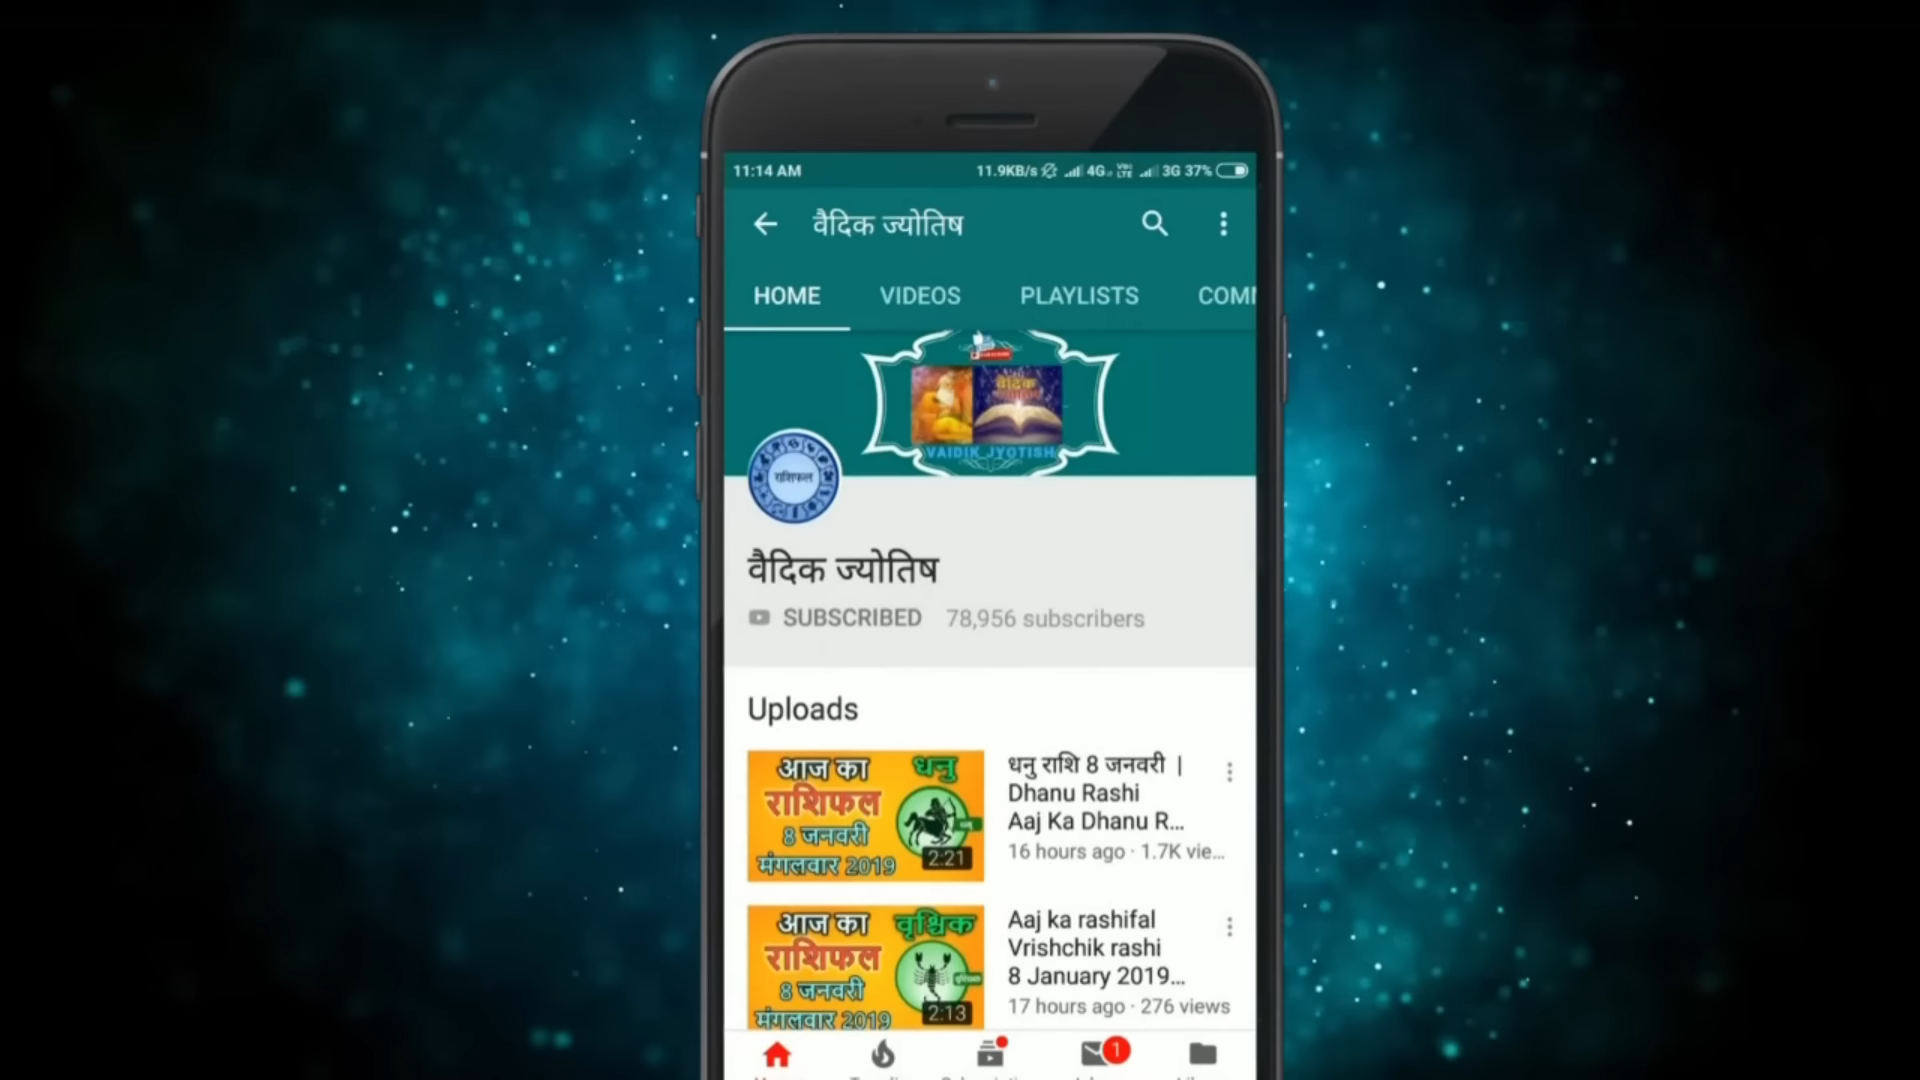 11:14 AM 11.9KB/s 4G VoLTE 3G 37%
वैदिक ज्योतिष
HOME VIDEOS PLAYLISTS COMM
वैदिक
VAIDIK JYOTISH
राशिफल
वैदिक ज्योतिष
SUBSCRIBED 78,956 subscribers
Uploads
आज का धनु
राशिफल
8 जनवरी
मंगलवार 2019
2:21
धनु राशि 8 जनवरी |
Dhanu Rashi
Aaj Ka Dhanu R...
16 hours ago · 1.7K vie...
आज का वृश्चिक
राशिफल
8 जनवरी
मंगलवार 2019
2:13
Aaj ka rashifal
Vrishchik rashi
8 January 2019...
17 hours ago · 276 views
1